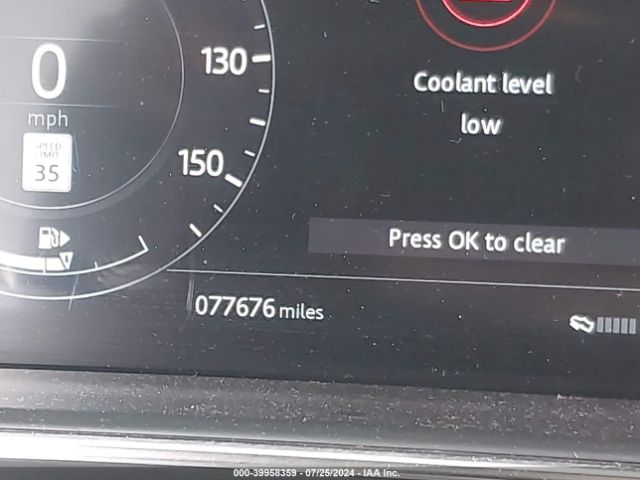 130
0
mph
SPEED
LIMIT
35
150
Coolant level
low
Press OK to clear
077676 miles
000-39958359 - 07/25/2024 - IAA Inc.